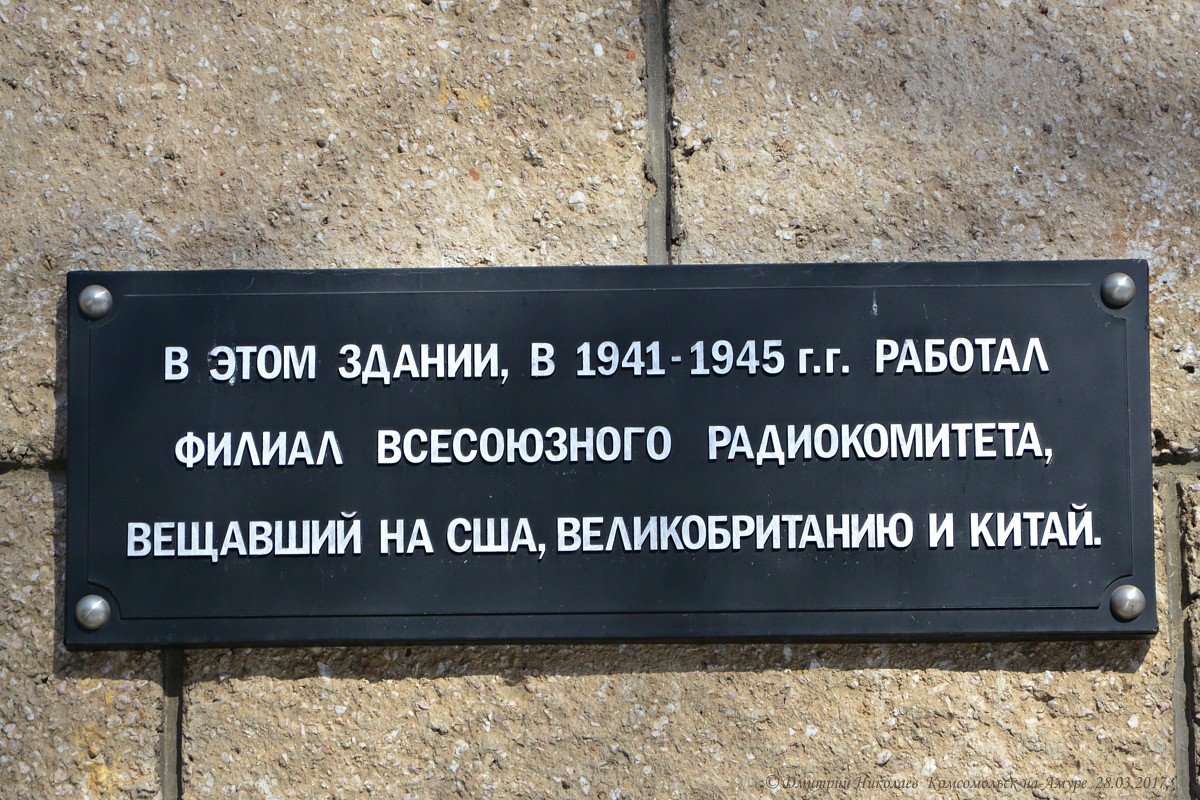 В ЭТОМ ЗДАНИИ, В 1941-1945 г.г. РАБОТАЛ
ФИЛИАЛ ВСЕСОЮЗНОГО РАДИОКОМИТЕТА,
ВЕЩАВШИЙ НА США, ВЕЛИКОБРИТАНИЮ И КИТАЙ.
© Дмитрий Николаев Комсомольск-на-Амуре 28.03.2017г.